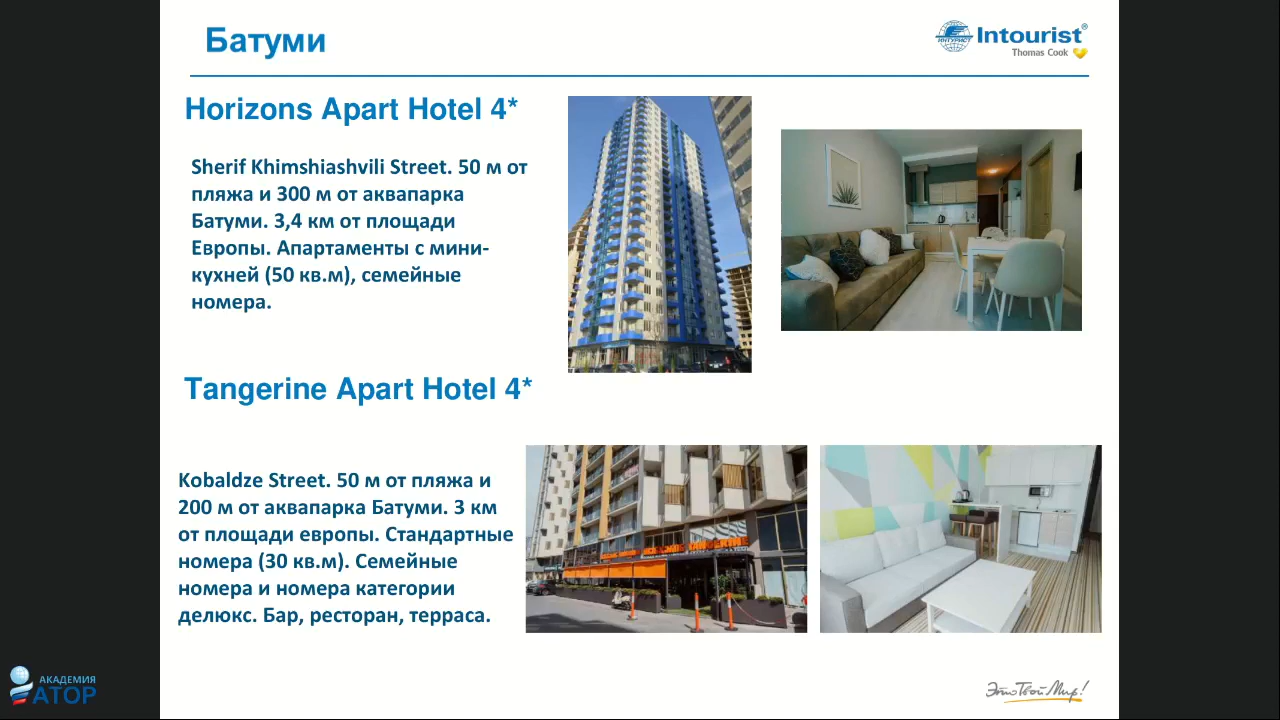 Батуми
ИНТУРИСТ
Intourist®
Thomas Cook
Horizons Apart Hotel 4*
Sherif Khimshiashvili Street. 50 м от
пляжа и 300 м от аквапарка
Батуми. 3,4 км от площади
Европы. Апартаменты с мини-
кухней (50 кв.м), семейные
номера.
Tangerine Apart Hotel 4*
Kobaldze Street. 50 м от пляжа и
200 м от аквапарка Батуми. 3 км
от площади европы. Стандартные
номера (30 кв.м). Семейные
номера и номера категории
делюкс. Бар, ресторан, терраса.
АКАДЕМИЯ
АТОР
Это Твой Мир!